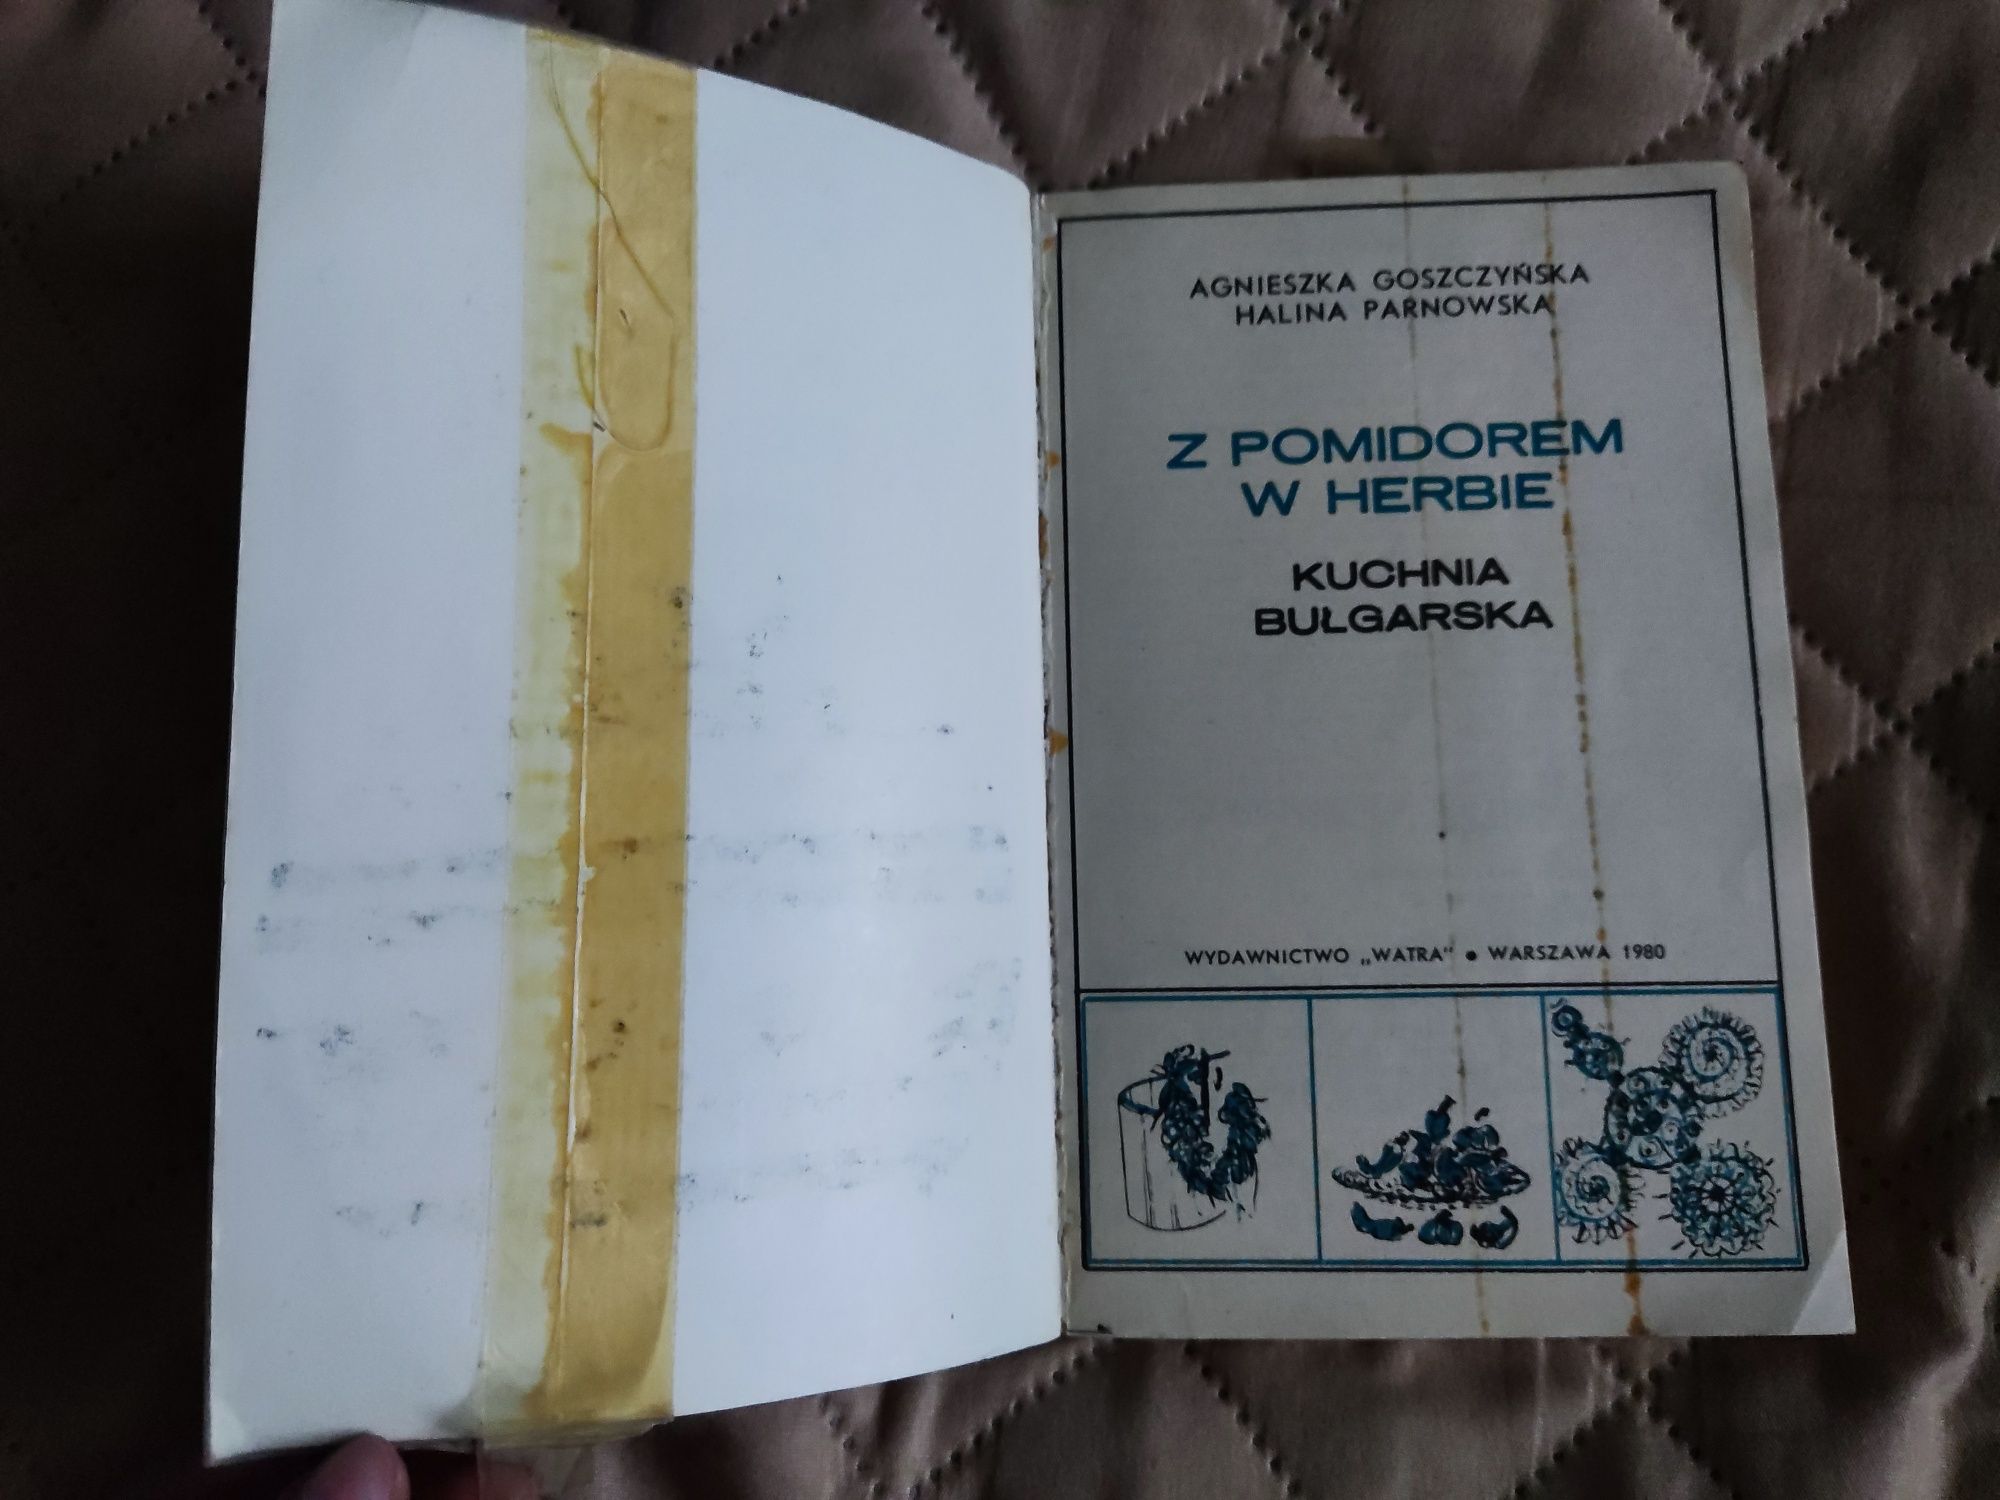 AGNIESZKA GOSZCZYŃSKA
HALINA PARNOWSKA
Z POMIDOREM
W HERBIE
KUCHNIA
BUŁGARSKA
WYDAWNICTWO „WATRA" • WARSZAWA 1980